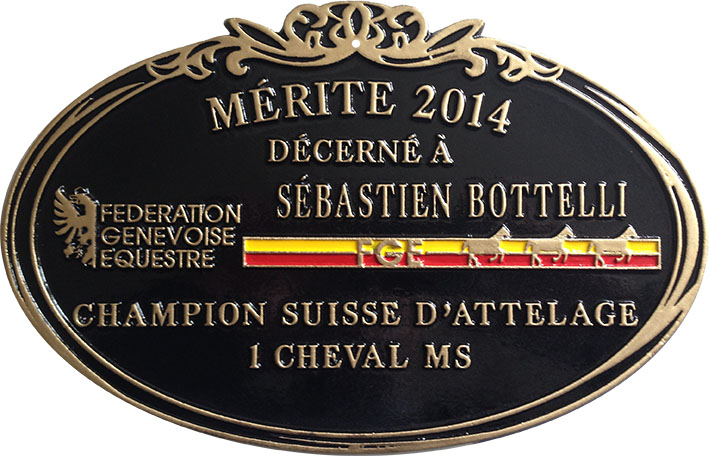 MÉRITE 2014
DÉCERNÉ À
SÉBASTIEN BOTTELLI
FEDERATION
GENEVOISE
EQUESTRE
FGE
CHAMPION SUISSE D'ATTELAGE
1 CHEVAL MS